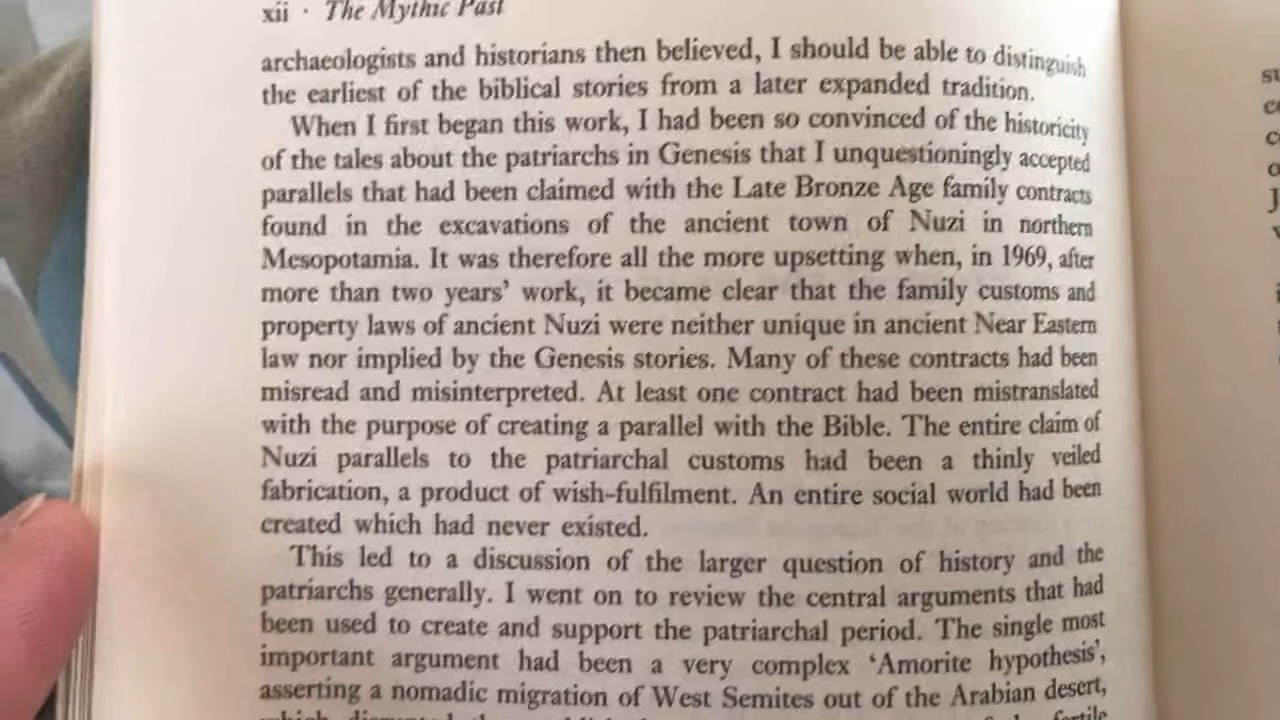 xii · The Mythic Past
archaeologists and historians then believed, I should be able to distinguish
the earliest of the biblical stories from a later expanded tradition.
When I first began this work, I had been so convinced of the historicity
of the tales about the patriarchs in Genesis that I unquestioningly accepted
parallels that had been claimed with the Late Bronze Age family contracts
found in the excavations of the ancient town of Nuzi in northern
Mesopotamia. It was therefore all the more upsetting when, in 1969, after
more than two years' work, it became clear that the family customs and
property laws of ancient Nuzi were neither unique in ancient Near Eastern
law nor implied by the Genesis stories. Many of these contracts had been
misread and misinterpreted. At least one contract had been mistranslated
with the purpose of creating a parallel with the Bible. The entire claim of
Nuzi parallels to the patriarchal customs had been a thinly veiled
fabrication, a product of wish-fulfilment. An entire social world had been
created which had never existed.
This led to a discussion of the larger question of history and the
patriarchs generally. I went on to review the central arguments that had
been used to create and support the patriarchal period. The single most
important argument had been a very complex 'Amorite hypothesis',
asserting a nomadic migration of West Semites out of the Arabian desert,
which fertile